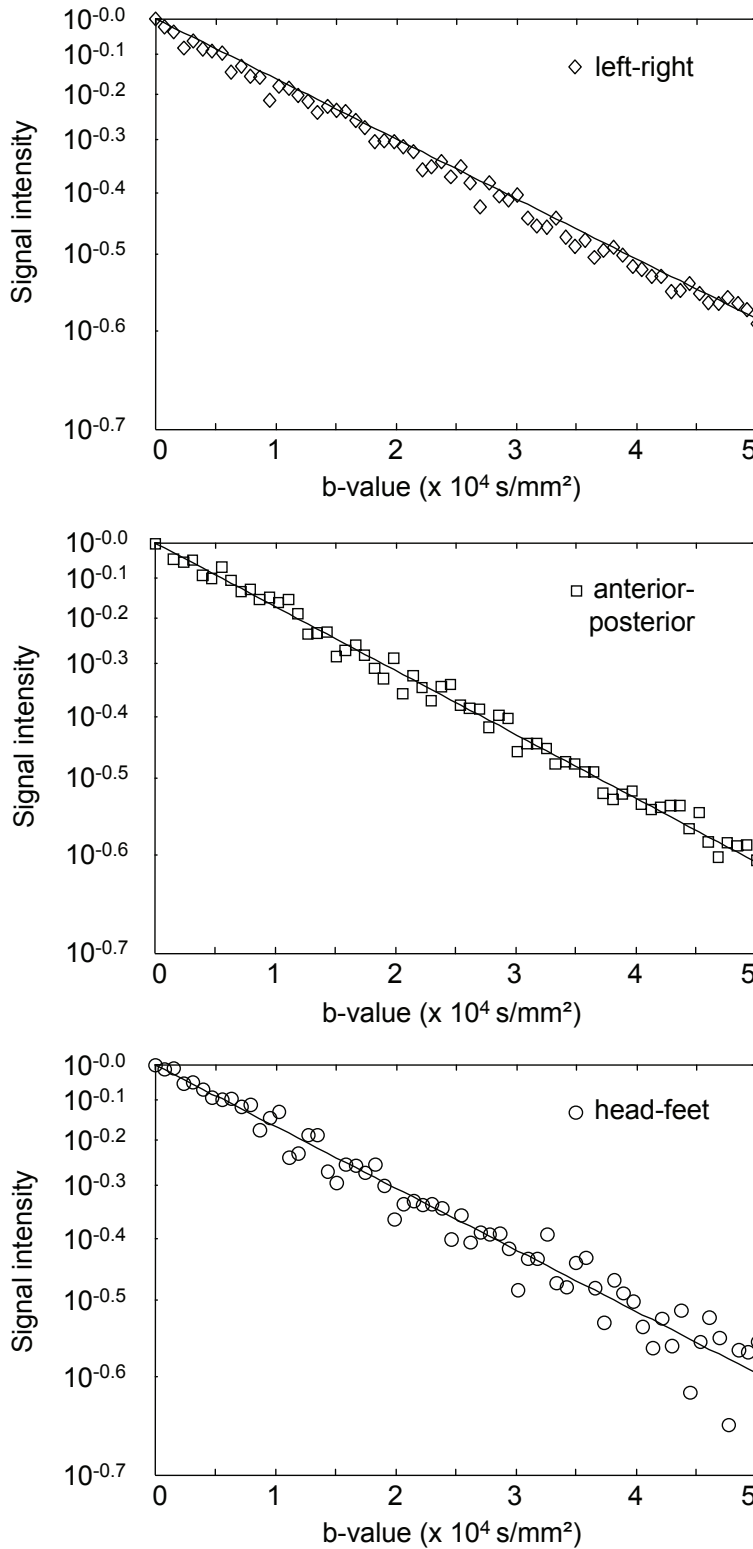 10⁻⁰·⁰
10⁻⁰·¹
10⁻⁰·²
10⁻⁰·³
10⁻⁰·⁴
10⁻⁰·⁵
10⁻⁰·⁶
10⁻⁰·⁷
Signal intensity
left-right
0 1 2 3 4 5
b-value (x 10⁴ s/mm²)
10⁻⁰·⁰
10⁻⁰·¹
10⁻⁰·²
10⁻⁰·³
10⁻⁰·⁴
10⁻⁰·⁵
10⁻⁰·⁶
10⁻⁰·⁷
Signal intensity
anterior-
posterior
0 1 2 3 4 5
b-value (x 10⁴ s/mm²)
10⁻⁰·⁰
10⁻⁰·¹
10⁻⁰·²
10⁻⁰·³
10⁻⁰·⁴
10⁻⁰·⁵
10⁻⁰·⁶
10⁻⁰·⁷
Signal intensity
head-feet
0 1 2 3 4 5
b-value (x 10⁴ s/mm²)